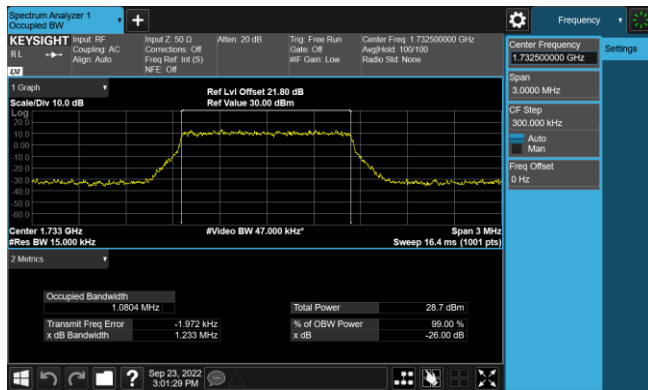 Spectrum Analyzer 1
Occupied BW
Frequency
KEYSIGHT
RL
Input: RF
Coupling: AC
Align: Auto
Input Z: 50 Ω
Corrections: Off
Freq Ref: Int (S)
NFE: Off
Atten: 20 dB
Trig: Free Run
Gate: Off
#IF Gain: Low
Center Freq: 1.732500000 GHz
Avg|Hold: 100/100
Radio Std: None
LXI
1 Graph
Scale/Div 10.0 dB
Ref Lvl Offset 21.80 dB
Ref Value 30.00 dBm
Log
20.0
10.0
0.00
-10.0
-20.0
-30.0
-40.0
-50.0
-60.0
Center 1.733 GHz
#Res BW 15.000 kHz
#Video BW 47.000 kHz*
Span 3 MHz
Sweep 16.4 ms (1001 pts)
2 Metrics
Occupied Bandwidth
1.0804 MHz
Total Power 28.7 dBm
Transmit Freq Error -1.972 kHz
% of OBW Power 99.00 %
x dB Bandwidth 1.233 MHz
x dB -26.00 dB
Sep 23, 2022
3:01:29 PM
Center Frequency
1.732500000 GHz
Settings
Span
3.0000 MHz
CF Step
300.000 kHz
Auto
Man
Freq Offset
0 Hz